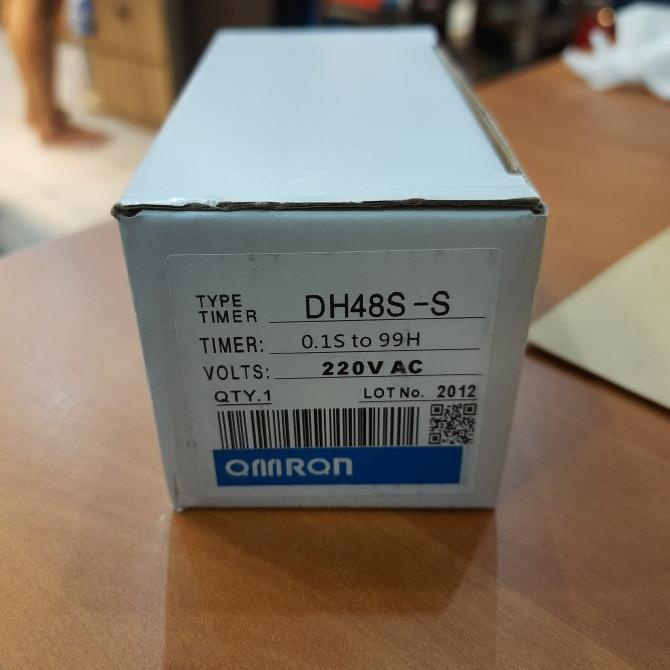 TYPE
TIMER DH48S-S
TIMER: 0.1S to 99H
VOLTS: 220V AC
QTY.1 LOT No. 2012
OMRON